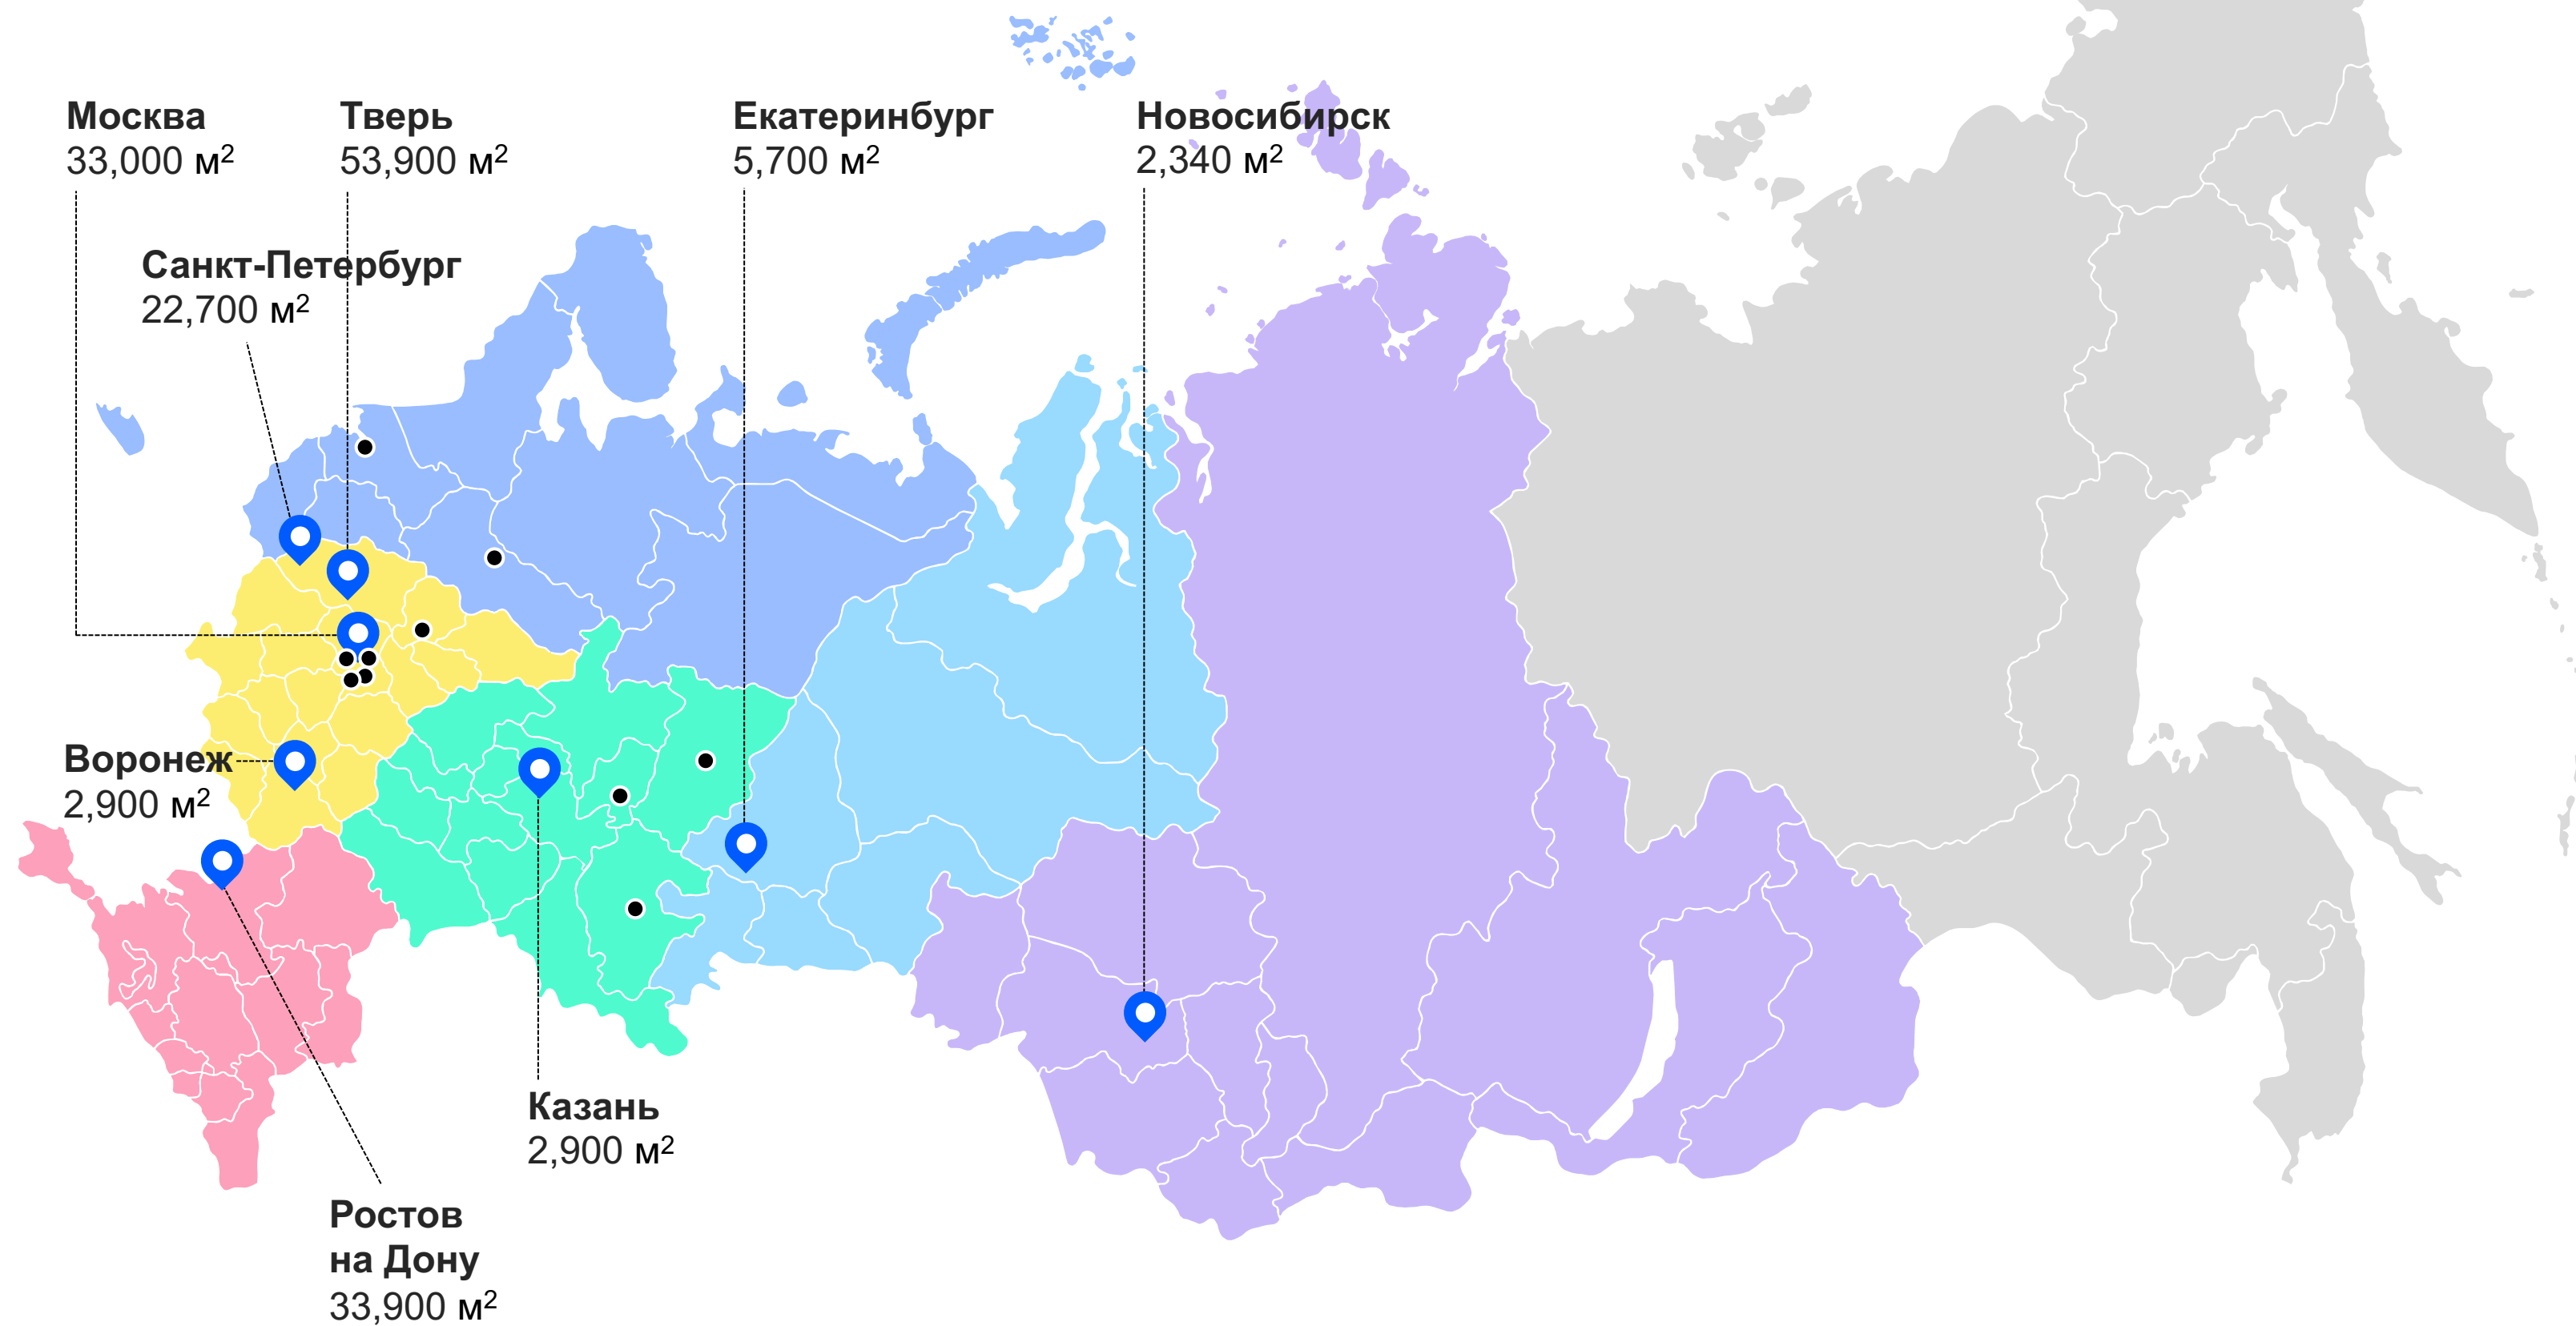 Москва
33,000 м²
Тверь
53,900 м²
Екатеринбург
5,700 м²
Новосибирск
2,340 м²
Санкт-Петербург
22,700 м²
Воронеж
2,900 м²
Казань
2,900 м²
Ростов
на Дону
33,900 м²